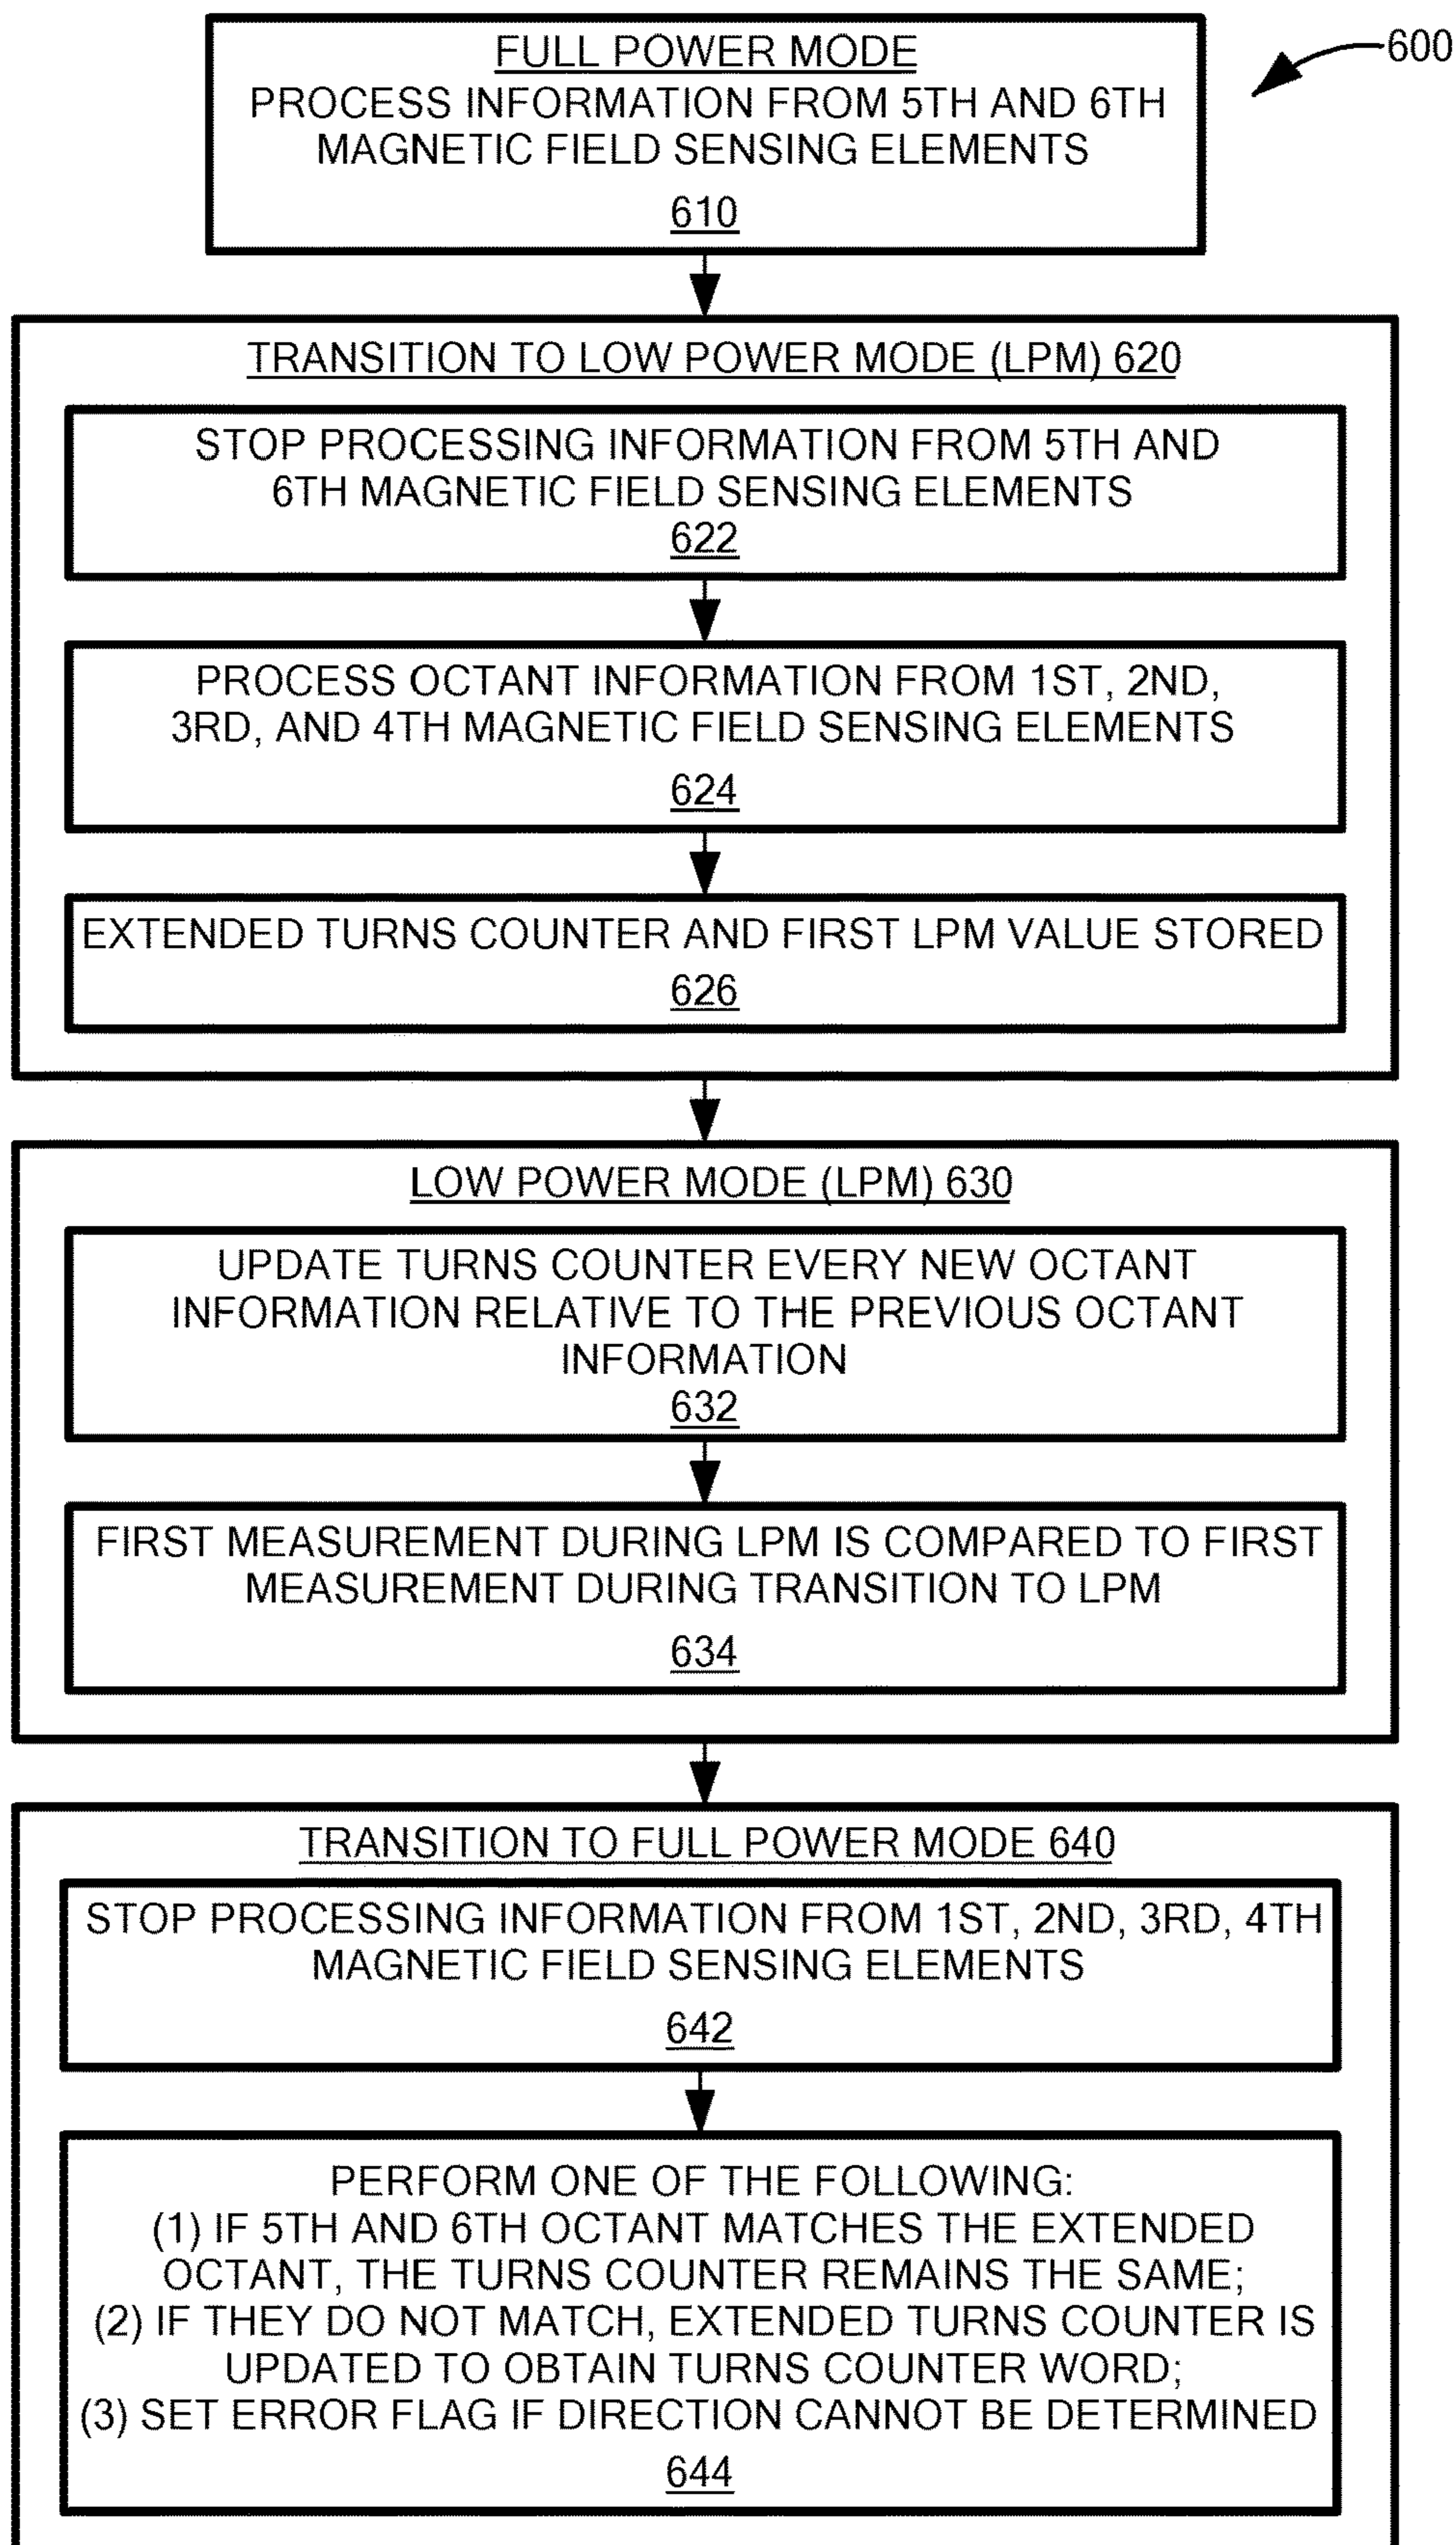 FULL POWER MODE
600
PROCESS INFORMATION FROM 5TH AND 6TH
MAGNETIC FIELD SENSING ELEMENTS
610
TRANSITION TO LOW POWER MODE (LPM) 620
STOP PROCESSING INFORMATION FROM 5TH AND
6TH MAGNETIC FIELD SENSING ELEMENTS
622
PROCESS OCTANT INFORMATION FROM 1ST, 2ND,
3RD, AND 4TH MAGNETIC FIELD SENSING ELEMENTS
624
EXTENDED TURNS COUNTER AND FIRST LPM VALUE STORED
626
LOW POWER MODE (LPM) 630
UPDATE TURNS COUNTER EVERY NEW OCTANT
INFORMATION RELATIVE TO THE PREVIOUS OCTANT
INFORMATION
632
FIRST MEASUREMENT DURING LPM IS COMPARED TO FIRST
MEASUREMENT DURING TRANSITION TO LPM
634
TRANSITION TO FULL POWER MODE 640
STOP PROCESSING INFORMATION FROM 1ST, 2ND, 3RD, 4TH
MAGNETIC FIELD SENSING ELEMENTS
642
PERFORM ONE OF THE FOLLOWING:
(1) IF 5TH AND 6TH OCTANT MATCHES THE EXTENDED
OCTANT, THE TURNS COUNTER REMAINS THE SAME;
(2) IF THEY DO NOT MATCH, EXTENDED TURNS COUNTER IS
UPDATED TO OBTAIN TURNS COUNTER WORD;
(3) SET ERROR FLAG IF DIRECTION CANNOT BE DETERMINED
644